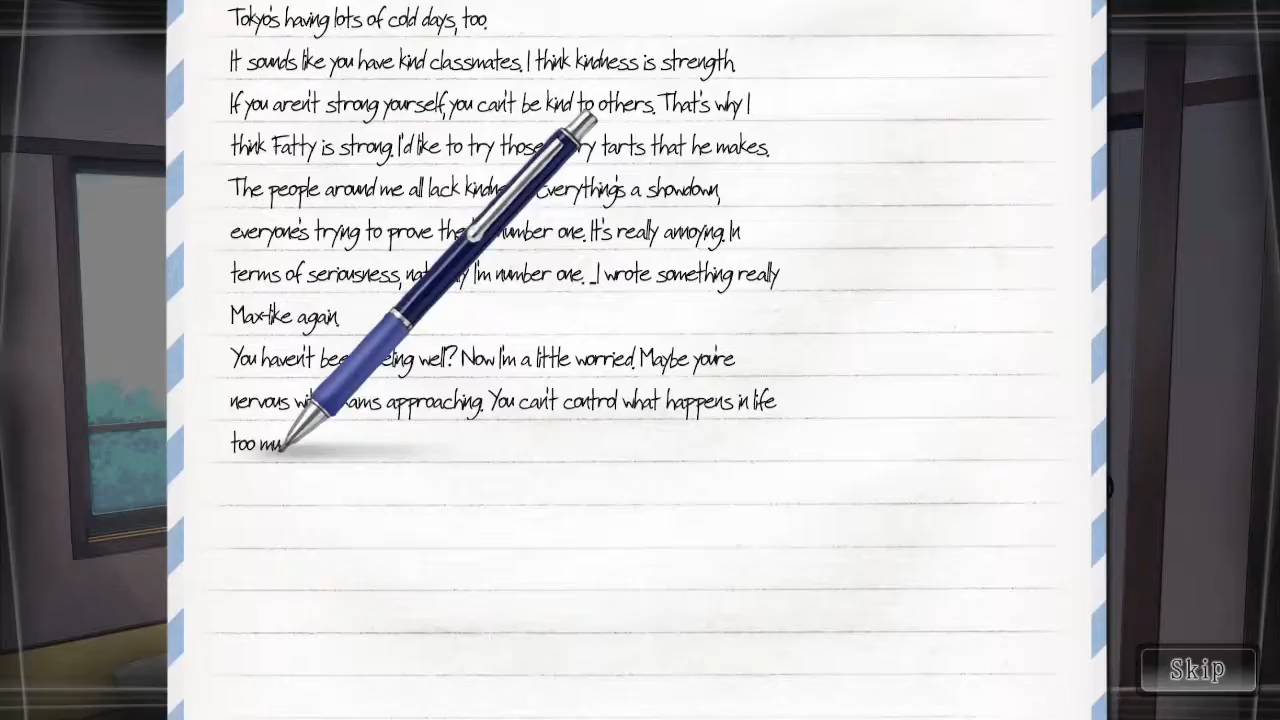 Tokyo's having lots of cold days, too.
It sounds like you have kind classmates. I think kindness is strength.
If you aren't strong yourself, you can't be kind to others. That's why I
think Fatty is strong. I'd like to try those tarts that he makes.
The people around me all lack Everything's a showdown,
everyone's trying to prove number one. It's really annoying. In
terms of seriousness, I'm number one. ...I wrote something really
Max-like again.
You haven't well? Now I'm a little worried. Maybe you're
nervous approaching. You can't control what happens in life
too mu
Skip